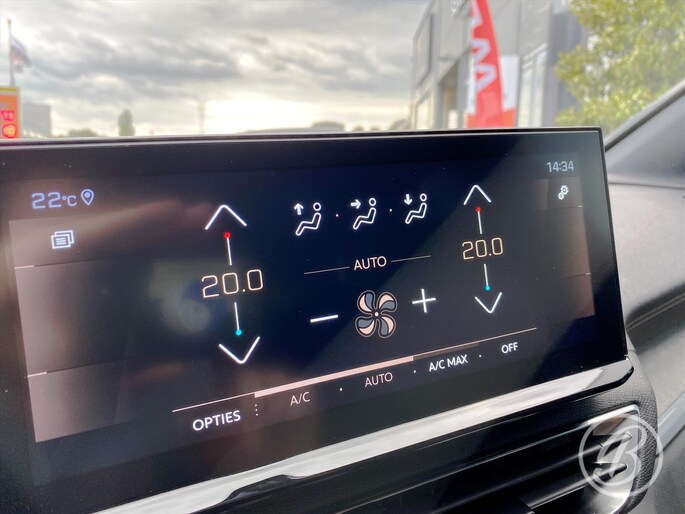 22°C
14:34
20.0
AUTO
20.0
OPTIES
A/C
AUTO
A/C MAX
OFF